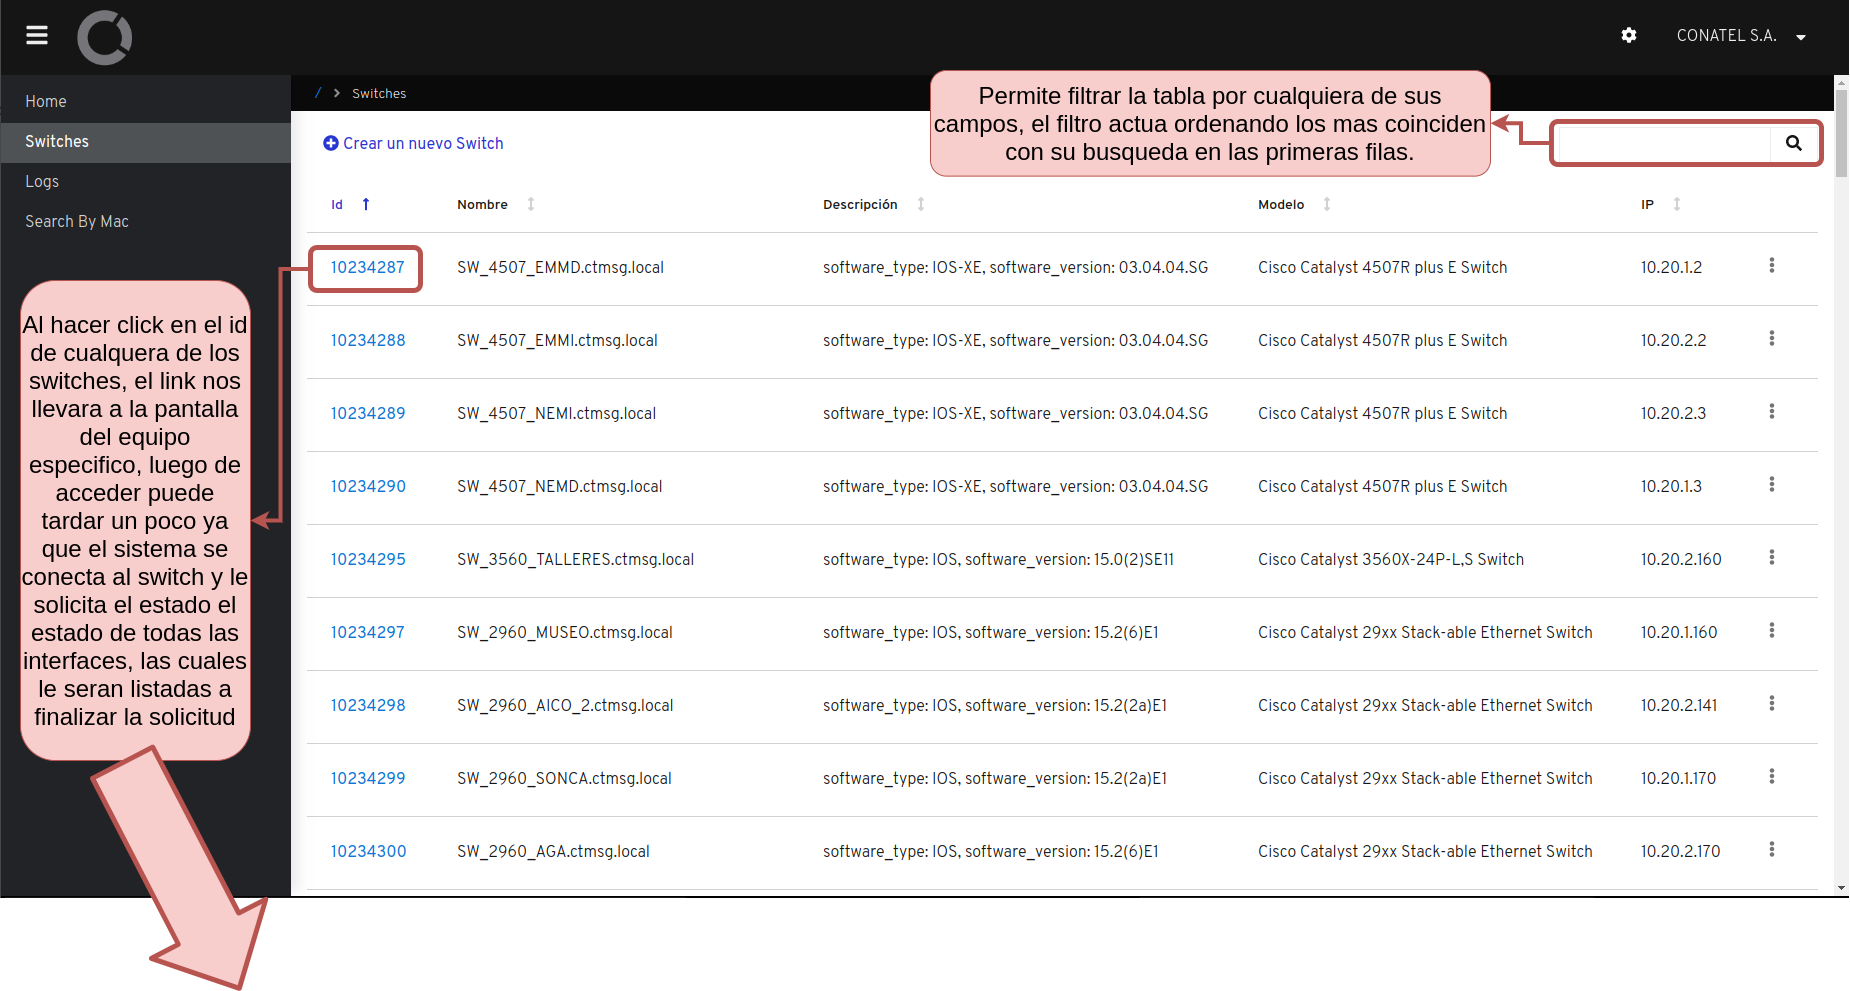 CONATEL S.A.
Home
Switches
Logs
Search By Mac
/ > Switches
Crear un nuevo Switch
Permite filtrar la tabla por cualquiera de sus
campos, el filtro actua ordenando los mas coinciden
con su busqueda en las primeras filas.
Id Nombre Descripción Modelo IP
10234287 SW_4507_EMMD.ctmsg.local software_type: IOS-XE, software_version: 03.04.04.SG Cisco Catalyst 4507R plus E Switch 10.20.1.2
10234288 SW_4507_EMMI.ctmsg.local software_type: IOS-XE, software_version: 03.04.04.SG Cisco Catalyst 4507R plus E Switch 10.20.2.2
10234289 SW_4507_NEMI.ctmsg.local software_type: IOS-XE, software_version: 03.04.04.SG Cisco Catalyst 4507R plus E Switch 10.20.2.3
10234290 SW_4507_NEMD.ctmsg.local software_type: IOS-XE, software_version: 03.04.04.SG Cisco Catalyst 4507R plus E Switch 10.20.1.3
10234295 SW_3560_TALLERES.ctmsg.local software_type: IOS, software_version: 15.0(2)SE11 Cisco Catalyst 3560X-24P-L,S Switch 10.20.2.160
10234297 SW_2960_MUSEO.ctmsg.local software_type: IOS, software_version: 15.2(6)E1 Cisco Catalyst 29xx Stack-able Ethernet Switch 10.20.1.160
10234298 SW_2960_AICO_2.ctmsg.local software_type: IOS, software_version: 15.2(2a)E1 Cisco Catalyst 29xx Stack-able Ethernet Switch 10.20.2.141
10234299 SW_2960_SONCA.ctmsg.local software_type: IOS, software_version: 15.2(2a)E1 Cisco Catalyst 29xx Stack-able Ethernet Switch 10.20.1.170
10234300 SW_2960_AGA.ctmsg.local software_type: IOS, software_version: 15.2(6)E1 Cisco Catalyst 29xx Stack-able Ethernet Switch 10.20.2.170
Al hacer click en el id
de cualquera de los
switches, el link nos
llevara a la pantalla
del equipo
especifico, luego de
acceder puede
tardar un poco ya
que el sistema se
conecta al switch y le
solicita el estado el
estado de todas las
interfaces, las cuales
le seran listadas a
finalizar la solicitud